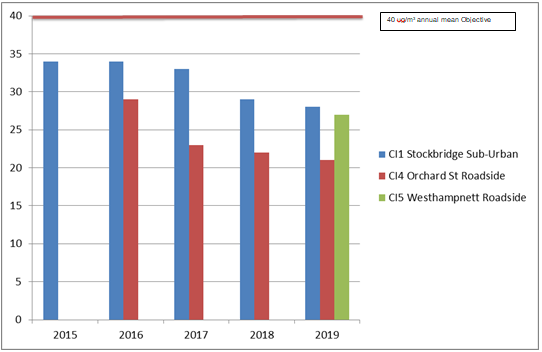 40 ug/m³ annual mean Objective
40
35
30
25
20
15
10
5
0
2015 2016 2017 2018 2019
CI1 Stockbridge Sub-Urban
CI4 Orchard St Roadside
CI5 Westhampnett Roadside